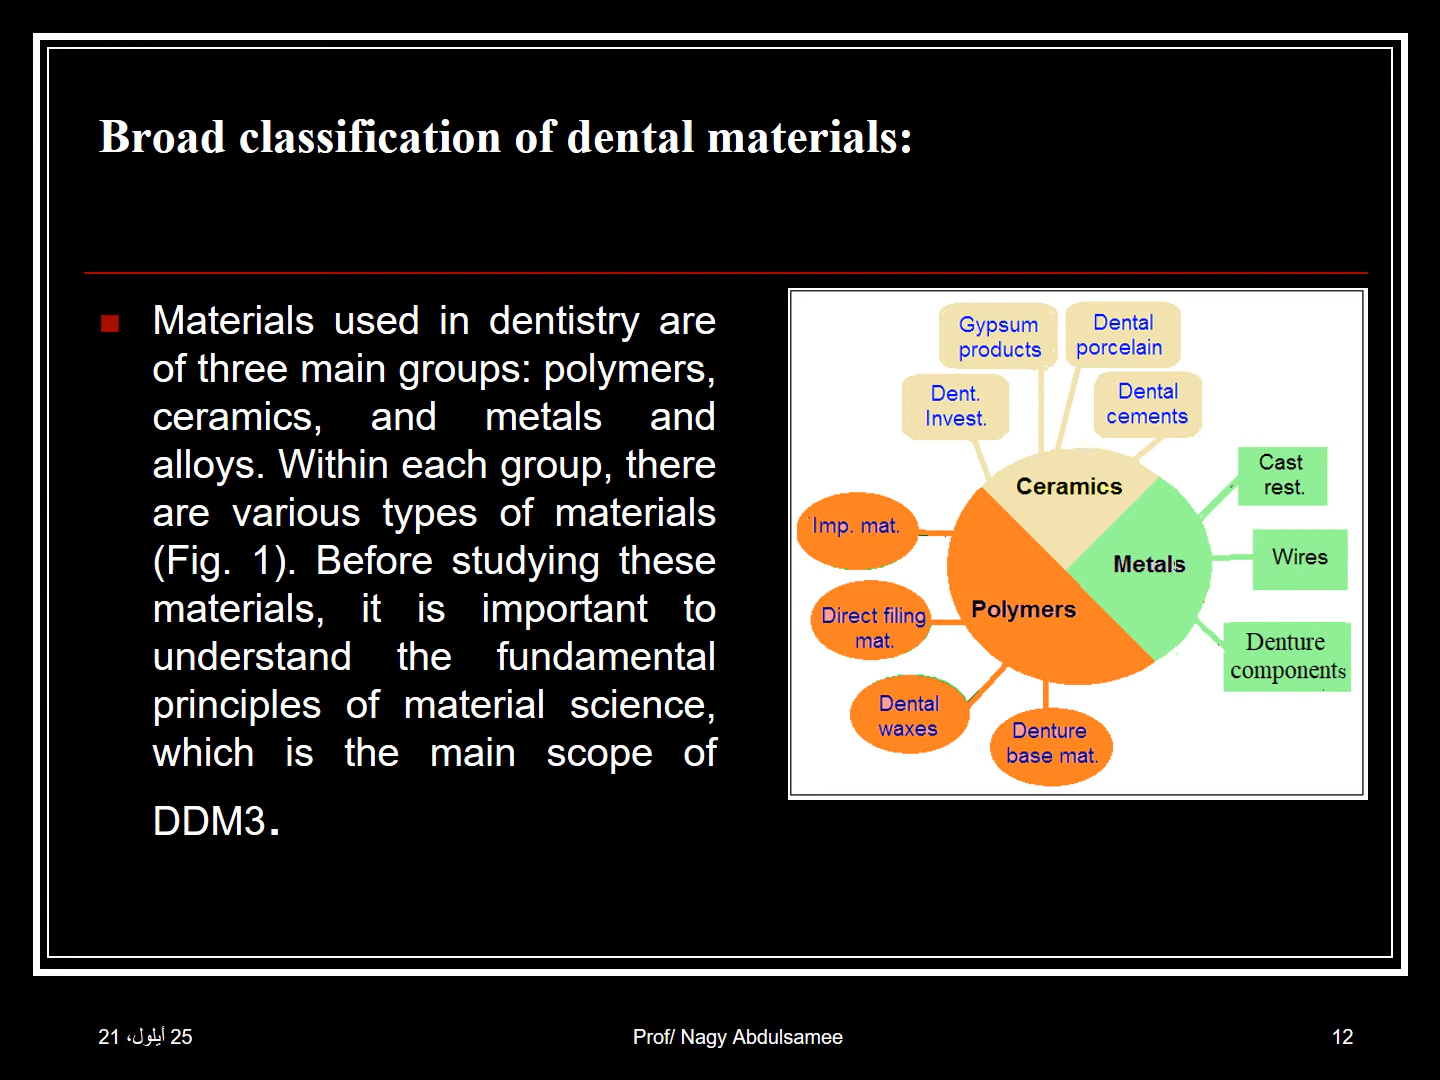 Broad classification of dental materials:
Materials used in dentistry are
of three main groups: polymers,
ceramics, and metals and
alloys. Within each group, there
are various types of materials
(Fig. 1). Before studying these
materials, it is important to
understand the fundamental
principles of material science,
which is the main scope of
DDM3.
Gypsum
products
Dental
porcelain
Dent.
Invest.
Dental
cements
Ceramics
Cast
rest.
Imp. mat.
Metals
Wires
Direct filing
mat.
Polymers
Denture
components
Dental
waxes
Denture
base mat.
25 أيلول، 21
Prof/ Nagy Abdulsamee
12